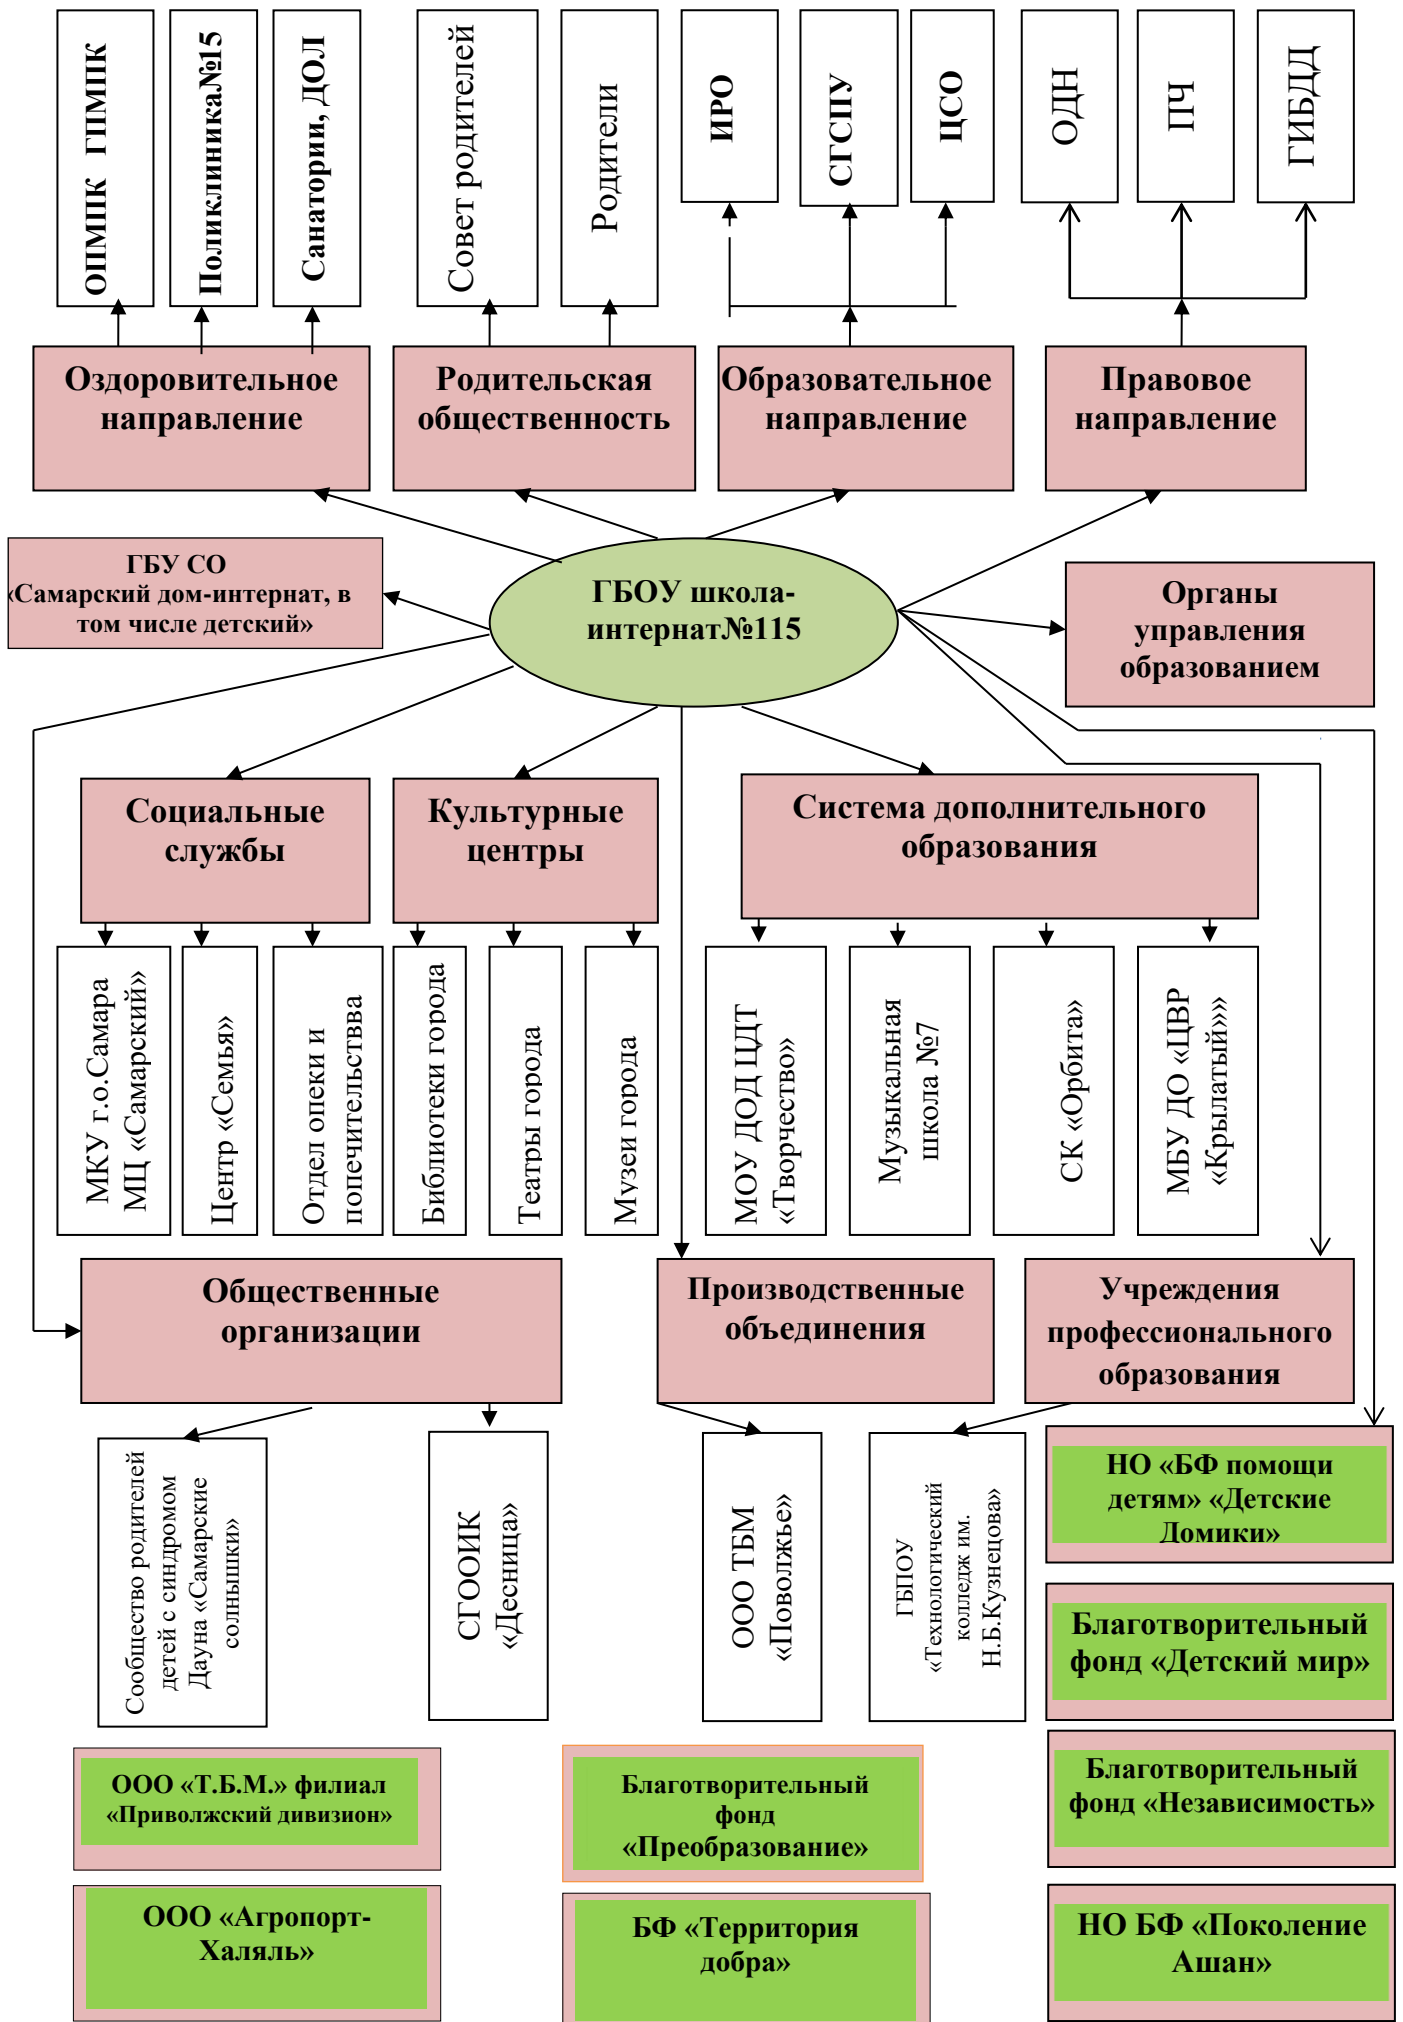 ОПМПК ГПМПК
Поликлиника№15
Санатории, ДОЛ
Совет родителей
Родители
ИРО
СГСПУ
ЦСО
ОДН
ПЧ
ГИБДД
Оздоровительное
направление
Родительская
общественность
Образовательное
направление
Правовое
направление
ГБУ СО
«Самарский дом-интернат, в
том числе детский»
ГБОУ школа-
интернат№115
Органы
управления
образованием
Социальные
службы
Культурные
центры
Система дополнительного
образования
МКУ г.о.Самара
МЦ «Самарский»
Центр «Семья»
Отдел опеки и
попечительствва
Библиотеки города
Театры города
Музеи города
МОУ ДОД ЦДТ
«Творчество»
Музыкальная
школа №7
СК «Орбита»
МБУ ДО «ЦВР
«Крылатый»»»
Общественные
организации
Производственные
объединения
Учреждения
профессионального
образования
Сообщество родителей
детей с синдромом
Дауна «Самарские
солнышки»
СГООИК
«Десница»
ООО ТБМ
«Поволжье»
ГБПОУ
«Технологический
колледж им.
Н.Б.Кузнецова»
НО «БФ помощи
детям» «Детские
Домики»
Благотворительный
фонд «Детский мир»
ООО «Т.Б.М.» филиал
«Приволжский дивизион»
Благотворительный
фонд
«Преобразование»
Благотворительный
фонд «Независимость»
ООО «Агропорт-
Халяль»
БФ «Территория
добра»
НО БФ «Поколение
Ашан»